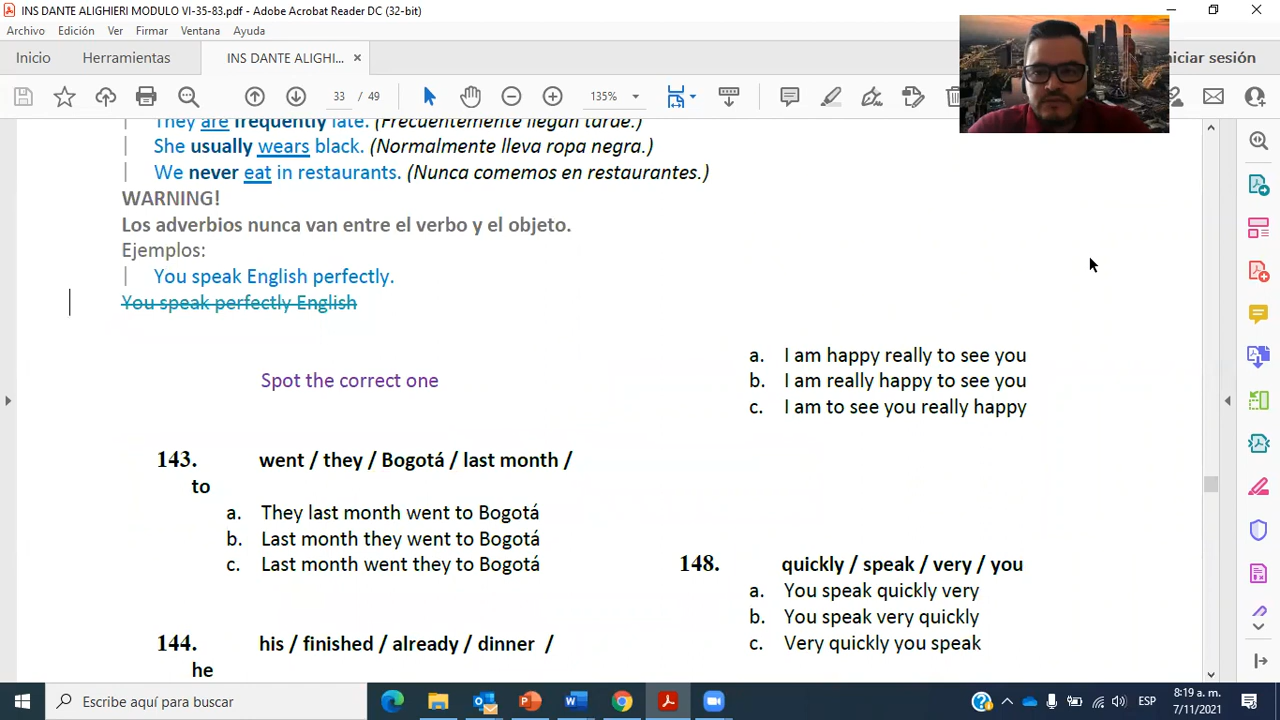 INS DANTE ALIGHIERI MODULO VI-35-83.pdf - Adobe Acrobat Reader DC (32-bit)
Archivo Edición Ver Firmar Ventana Ayuda
Inicio Herramientas INS DANTE ALIGHI... × iciar sesión
33 / 49 135%
They are frequently late. (Frecuentemente llegan tarde.)
She usually wears black. (Normalmente lleva ropa negra.)
We never eat in restaurants. (Nunca comemos en restaurantes.)
WARNING!
Los adverbios nunca van entre el verbo y el objeto.
Ejemplos:
You speak English perfectly.
You speak perfectly English
Spot the correct one
143. went / they / Bogotá / last month /
to
a. They last month went to Bogotá
b. Last month they went to Bogotá
c. Last month went they to Bogotá
144. his / finished / already / dinner /
he
a. I am happy really to see you
b. I am really happy to see you
c. I am to see you really happy
148. quickly / speak / very / you
a. You speak quickly very
b. You speak very quickly
c. Very quickly you speak
Escribe aquí para buscar
ESP
8:19 a. m.
7/11/2021